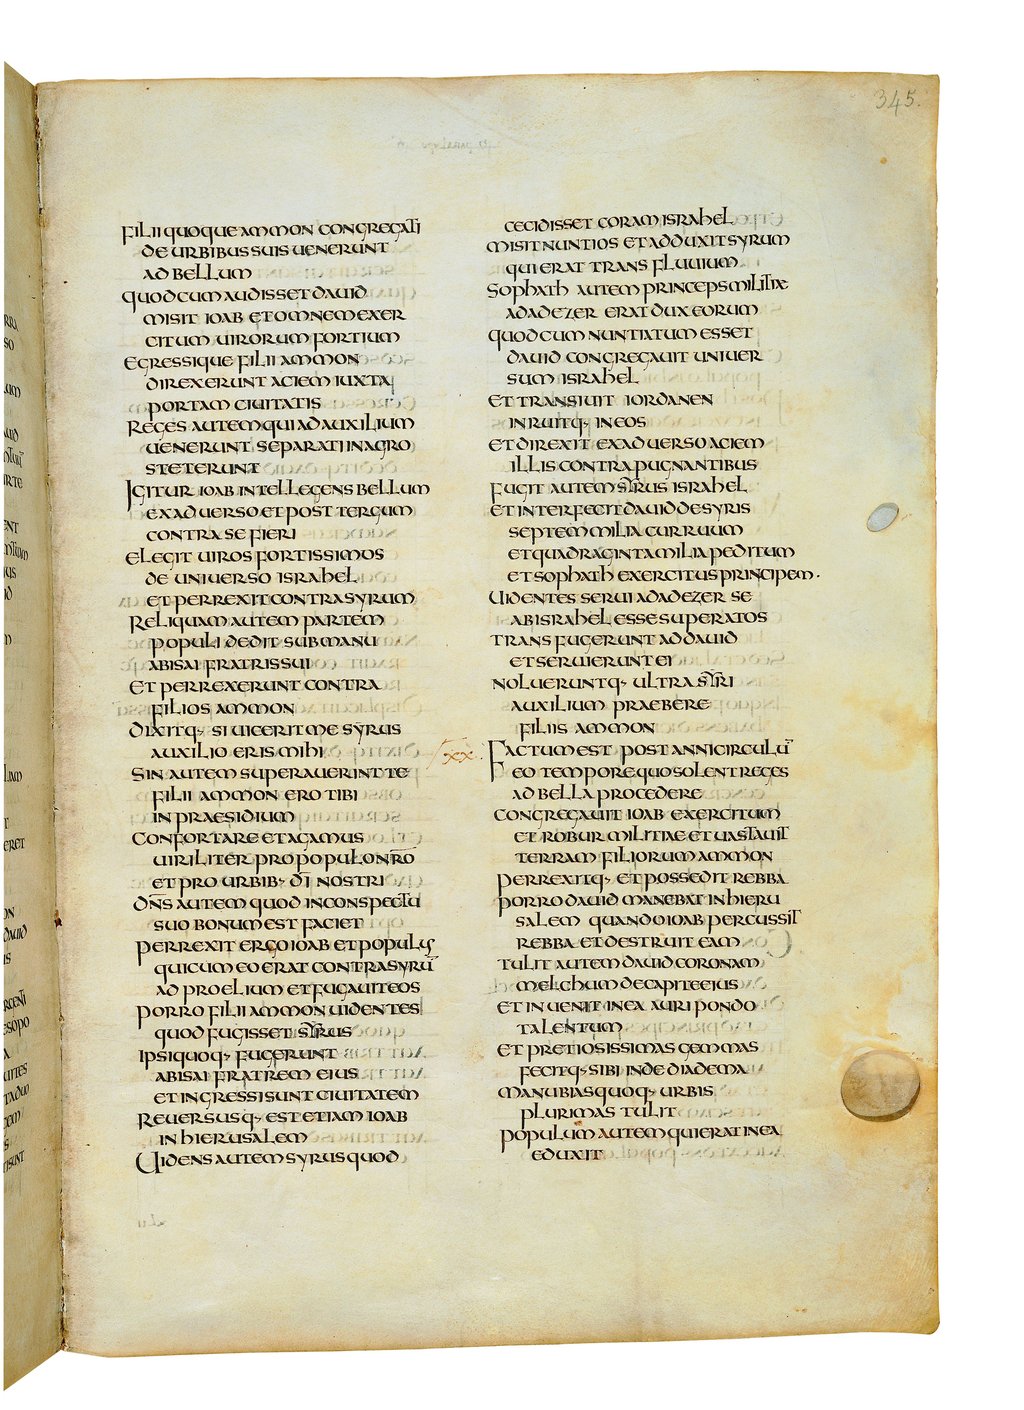 345.
FILII QUOQUE AMMON CONGREGATI
DE URBIBUS SUIS UENERUNT
AD BELLUM
QUOD CUM AUDISSET DAUID
MISIT IOAB ET OMNEM EXER
CITUM UIRORUM FORTIUM
EGRESSIQUE FILII AMMON
DIREXERUNT ACIEM IUXTA
PORTAM CIUITATIS
REGES AUTEM QUI AD AUXILIUM
UENERUNT SEPARATI IN AGRO
STETERUNT
IGITUR IOAB INTELLEGENS BELLUM
EX ADUERSO ET POST TERGUM
CONTRA SE FIERI
ELEGIT UIROS FORTISSIMOS
DE UNIUERSO ISRAHEL
ET PERREXIT CONTRA SYRUM
RELIQUAM AUTEM PARTEM
POPULI DEDIT SUB MANU
ABISAI FRATRIS SUI
ET PERREXERUNT CONTRA
FILIOS AMMON
DIXITQ· SI UICERIT ME SYRUS
AUXILIO ERIS MIHI
SIN AUTEM SUPERAUERINT TE
FILII AMMON ERO TIBI
IN PRAESIDIUM
CONFORTARE ET AGAMUS
UIRILITER PRO POPULO NR̄O
ET PRO URBIB· DĪ NOSTRI
DN̄S AUTEM QUOD IN CONSPECTU
SUO BONUM EST FACIET
PERREXIT ERGO IOAB ET POPULUS
QUI CUM EO ERAT CONTRA SYRŪ
AD PROELIUM ET FUGAUIT EOS
PORRO FILII AMMON UIDENTES
QUOD FUGISSET SYRUS
IPSI QUOQ· FUGERUNT
ABISAI FRATREM EIUS
ET INGRESSI SUNT CIUITATEM
REUERSUSQ· EST ETIAM IOAB
IN HIERUSALEM
UIDENS AUTEM SYRUS QUOD
CECIDISSET CORAM ISRAHEL
MISIT NUNTIOS ET ADDUXIT SYRUM
QUI ERAT TRANS FLUUIUM
SOPHATH AUTEM PRINCEPS MILITIAE
ADADEZER ERAT DUX EORUM
QUOD CUM NUNTIATUM ESSET
DAUID CONGREGAUIT UNIUER
SUM ISRAHEL
ET TRANSIUIT IORDANEN
INRUITQ· IN EOS
ET DIREXIT EX ADUERSO ACIEM
ILLIS CONTRA PUGNANTIBUS
FUGIT AUTEM SYRUS ISRAHEL
ET INTERFECIT DAUID DE SYRIS
SEPTEM MILIA CURRUUM
ET QUADRAGINTA MILIA PEDITUM
ET SOPHATH EXERCITUS PRINCIPEM·
UIDENTES SERUI ADADEZER SE
AB ISRAHEL ESSE SUPERATOS
TRANSFUGERUNT AD DAUID
ET SERUIERUNT EI
NOLUERUNTQ· ULTRA SYRI
AUXILIUM PRAEBERE
FILIIS AMMON
XX· FACTUM EST POST ANNI CIRCULŪ
EO TEMPORE QUO SOLENT REGES
AD BELLA PROCEDERE
CONGREGAUIT IOAB EXERCITUM
ET ROBUR MILITIAE ET UASTAUIT
TERRAM FILIORUM AMMON
PERREXITQ· ET POSSEDIT REBBA
PORRO DAUID MANEBAT IN HIERU
SALEM QUANDO IOAB PERCUSSIT
REBBA ET DESTRUIT EAM
TULIT AUTEM DAUID CORONAM
MELCHUM DE CAPITE EIUS
ET INUENIT IN EA AURI PONDO
TALENTUM
ET PRETIOSISSIMAS GEMMAS
FECITQ· SIBI INDE DIADEMA
MANUBIAS QUOQ· URBIS
PLURIMAS TULIT
POPULUM AUTEM QUI ERAT IN EA
EDUXIT